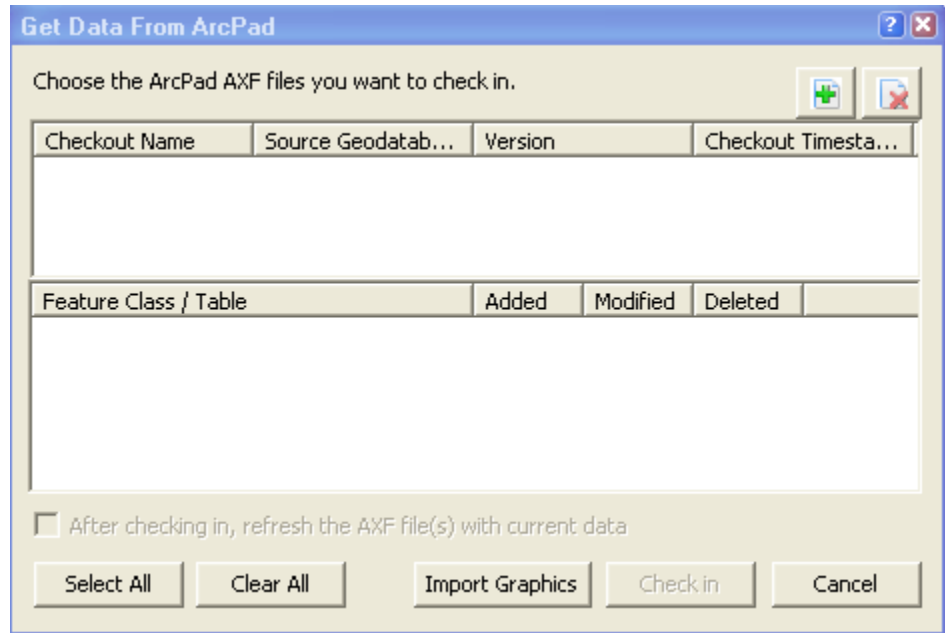 Get Data From ArcPad
Choose the ArcPad AXF files you want to check in.
Checkout Name Source Geodatab... Version Checkout Timesta...
Feature Class / Table Added Modified Deleted
After checking in, refresh the AXF file(s) with current data
Select All Clear All Import Graphics Check in Cancel